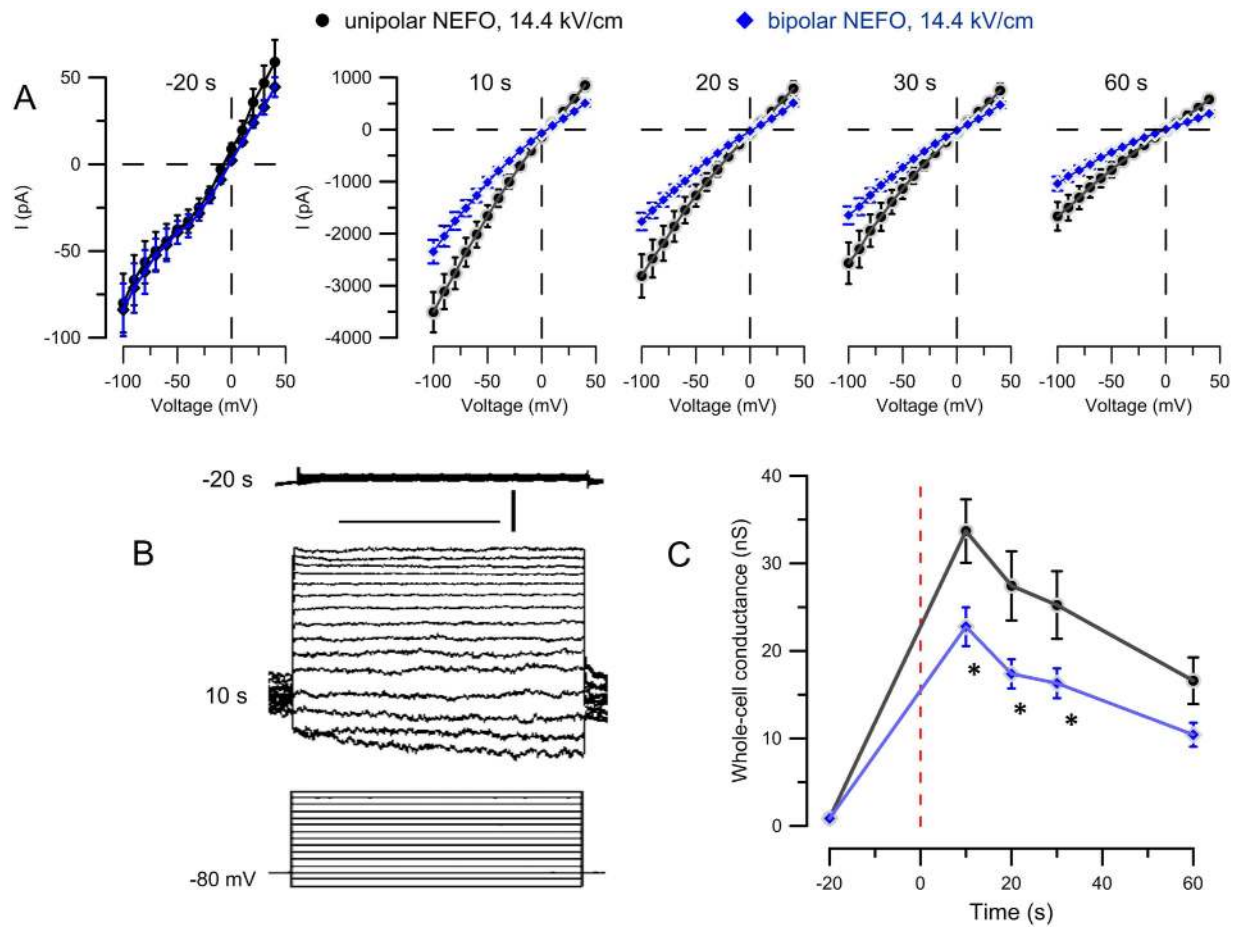 unipolar NEFO, 14.4 kV/cm
bipolar NEFO, 14.4 kV/cm
A
-20 s
10 s
20 s
30 s
60 s
50
0
-50
-100
I (pA)
1000
0
-1000
-2000
-3000
-4000
I (pA)
-100 -50 0 50
-100 -50 0 50
-100 -50 0 50
-100 -50 0 50
-100 -50 0 50
Voltage (mV)
Voltage (mV)
Voltage (mV)
Voltage (mV)
Voltage (mV)
B
-20 s
10 s
-80 mV
C
40
30
20
10
0
Whole-cell conductance (nS)
*
*
*
-20 0 20 40 60
Time (s)